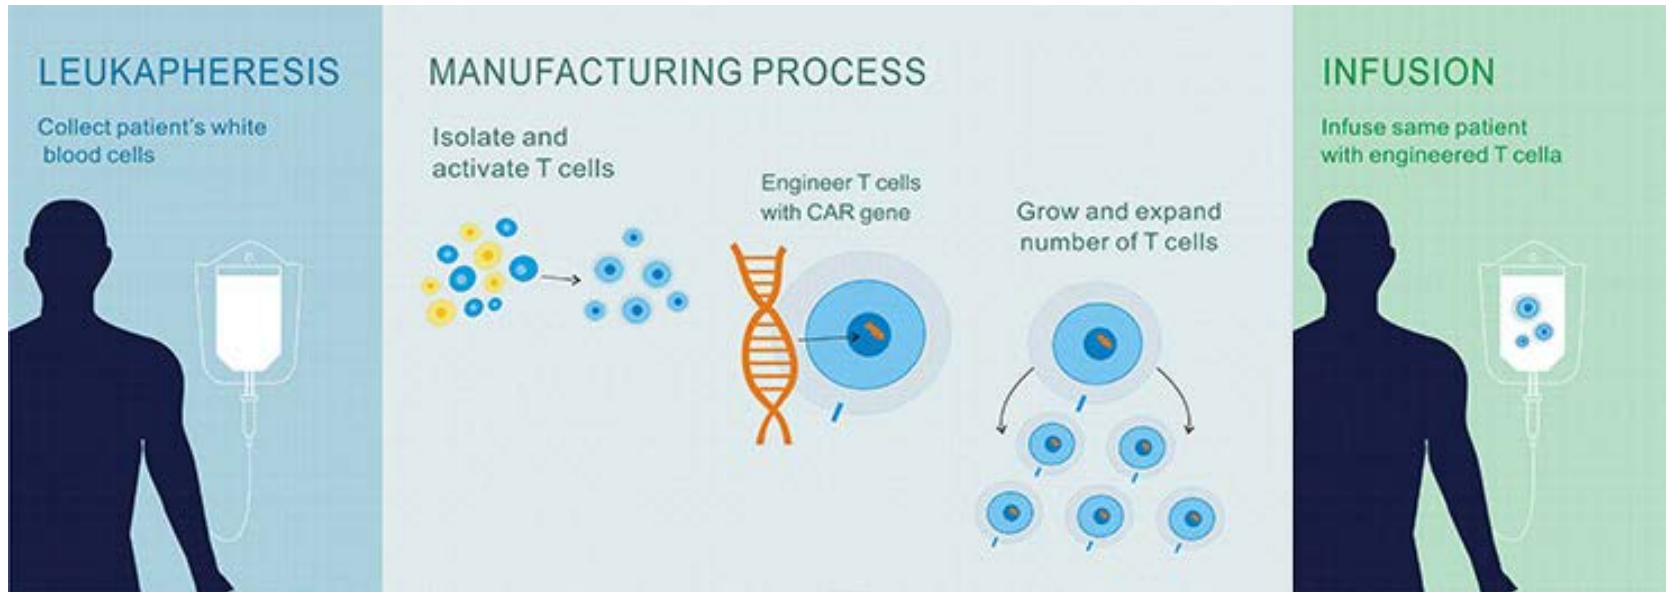 LEUKAPHERESIS
Collect patient's white
blood cells
MANUFACTURING PROCESS
Isolate and
activate T cells
Engineer T cells
with CAR gene
Grow and expand
number of T cells
INFUSION
Infuse same patient
with engineered T cella